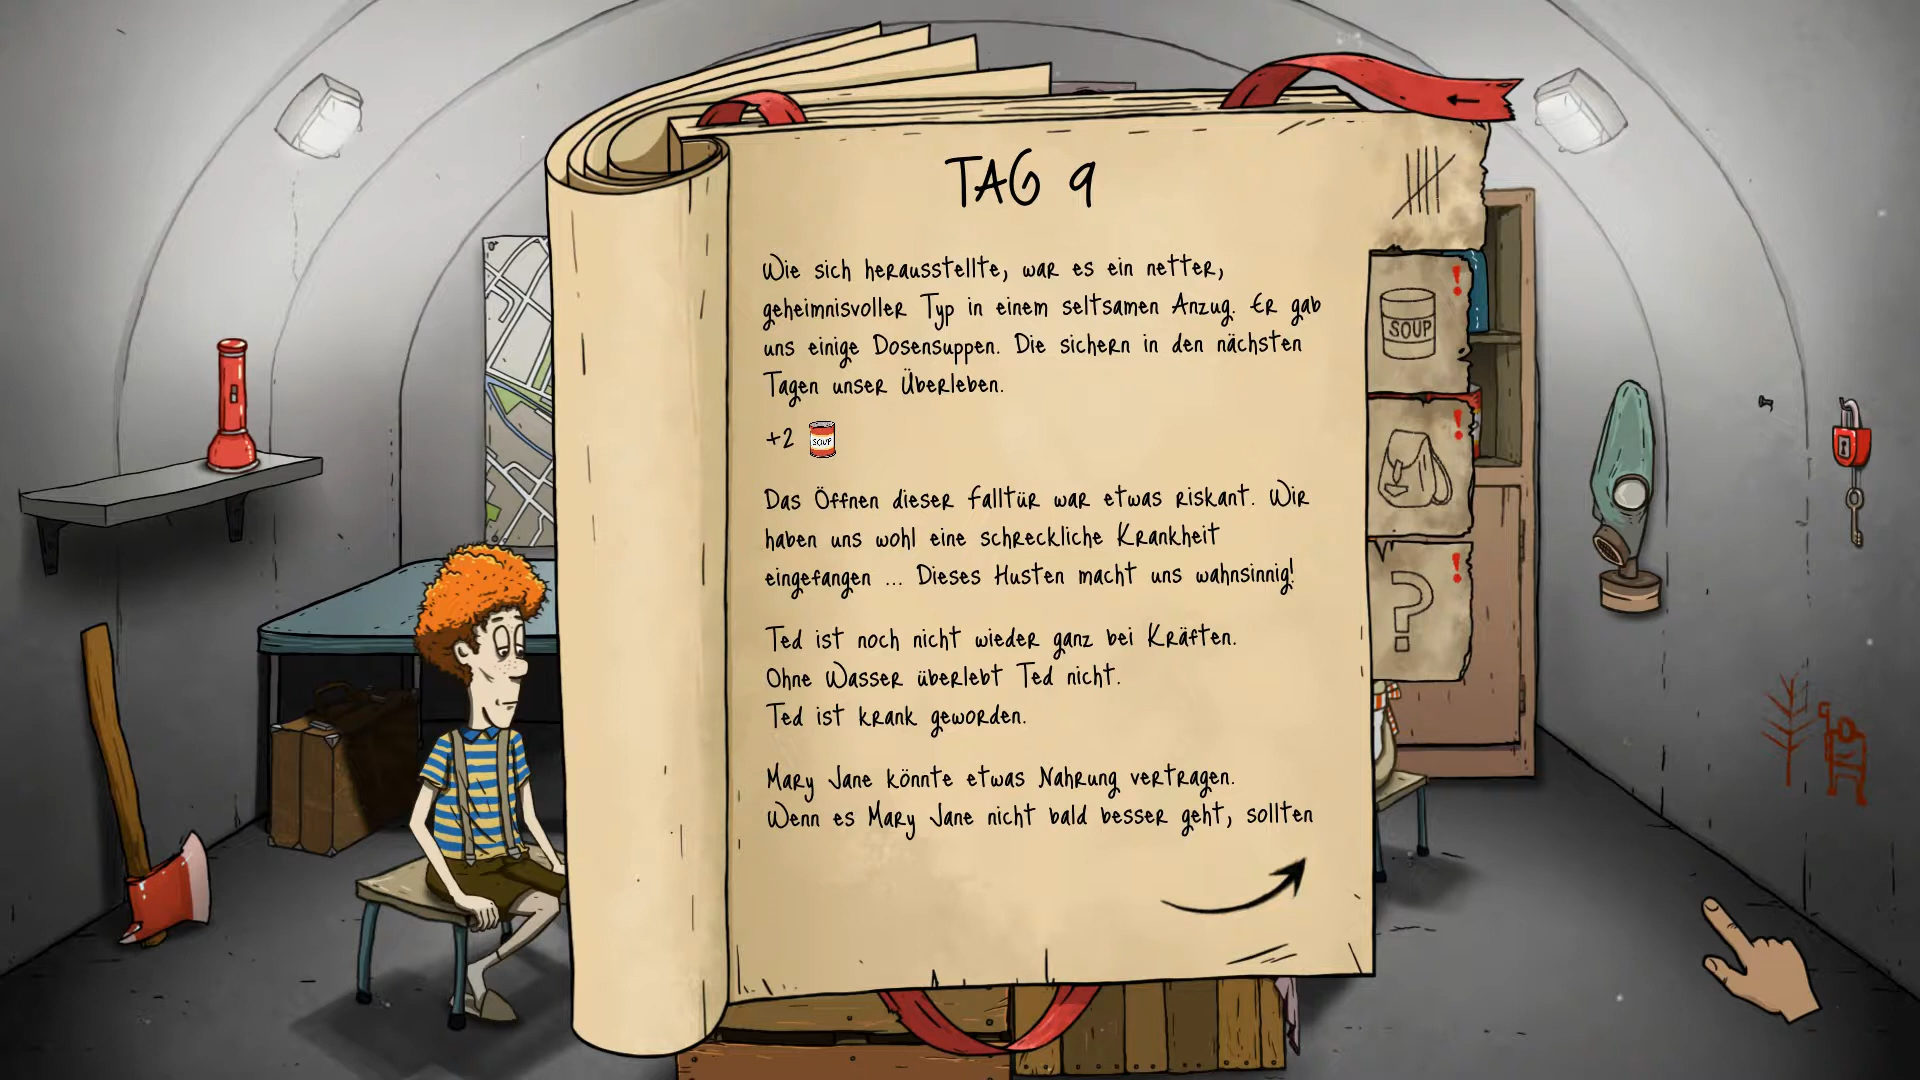 TAG 9
Wie sich herausstellte, war es ein netter,
geheimnisvoller Typ in einem seltsamen Anzug. Er gab
uns einige Dosensuppen. Die sichern in den nächsten
Tagen unser Überleben.
+2 SOUP
Das Öffnen dieser Falltür war etwas riskant. Wir
haben uns wohl eine schreckliche Krankheit
eingefangen ... Dieses Husten macht uns wahnsinnig!
Ted ist noch nicht wieder ganz bei Kräften.
Ohne Wasser überlebt Ted nicht.
Ted ist krank geworden.
Mary Jane könnte etwas Nahrung vertragen.
Wenn es Mary Jane nicht bald besser geht, sollten
!
SOUP
!
!
?